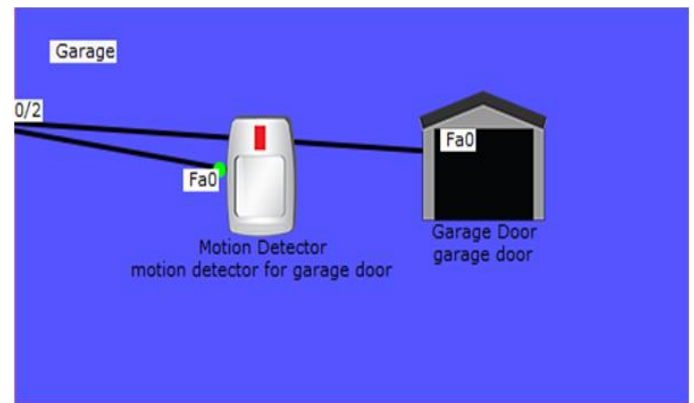 Garage
0/2
Fa0
Fa0
Motion Detector
motion detector for garage door
Garage Door
garage door